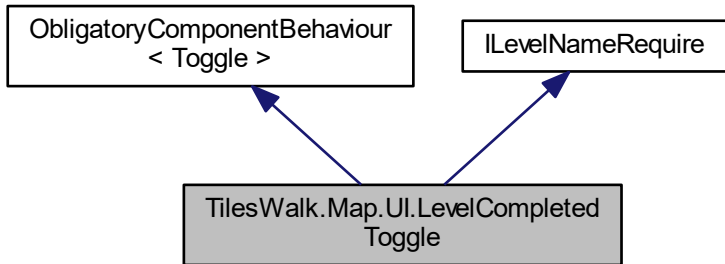 ObligatoryComponentBehaviour
< Toggle >
ILevelNameRequire
TilesWalk.Map.UI.LevelCompleted
Toggle